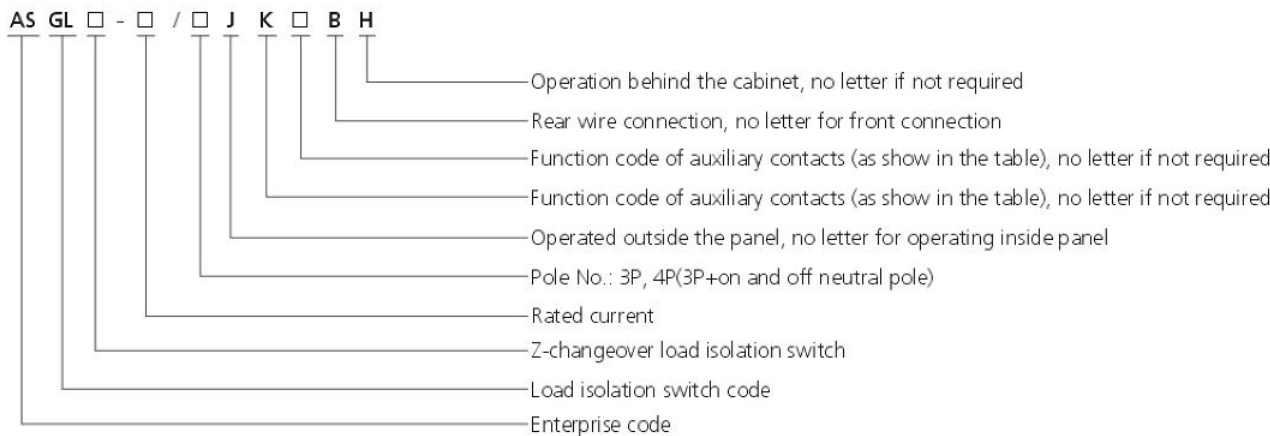 AS GL □ - □ / □ J K □ B H
Operation behind the cabinet, no letter if not required
Rear wire connection, no letter for front connection
Function code of auxiliary contacts (as show in the table), no letter if not required
Function code of auxiliary contacts (as show in the table), no letter if not required
Operated outside the panel, no letter for operating inside panel
Pole No.: 3P, 4P(3P+on and off neutral pole)
Rated current
Z-changeover load isolation switch
Load isolation switch code
Enterprise code